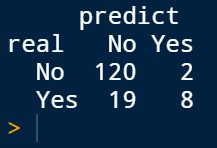 predict
real No Yes
No 120 2
Yes 19 8
>